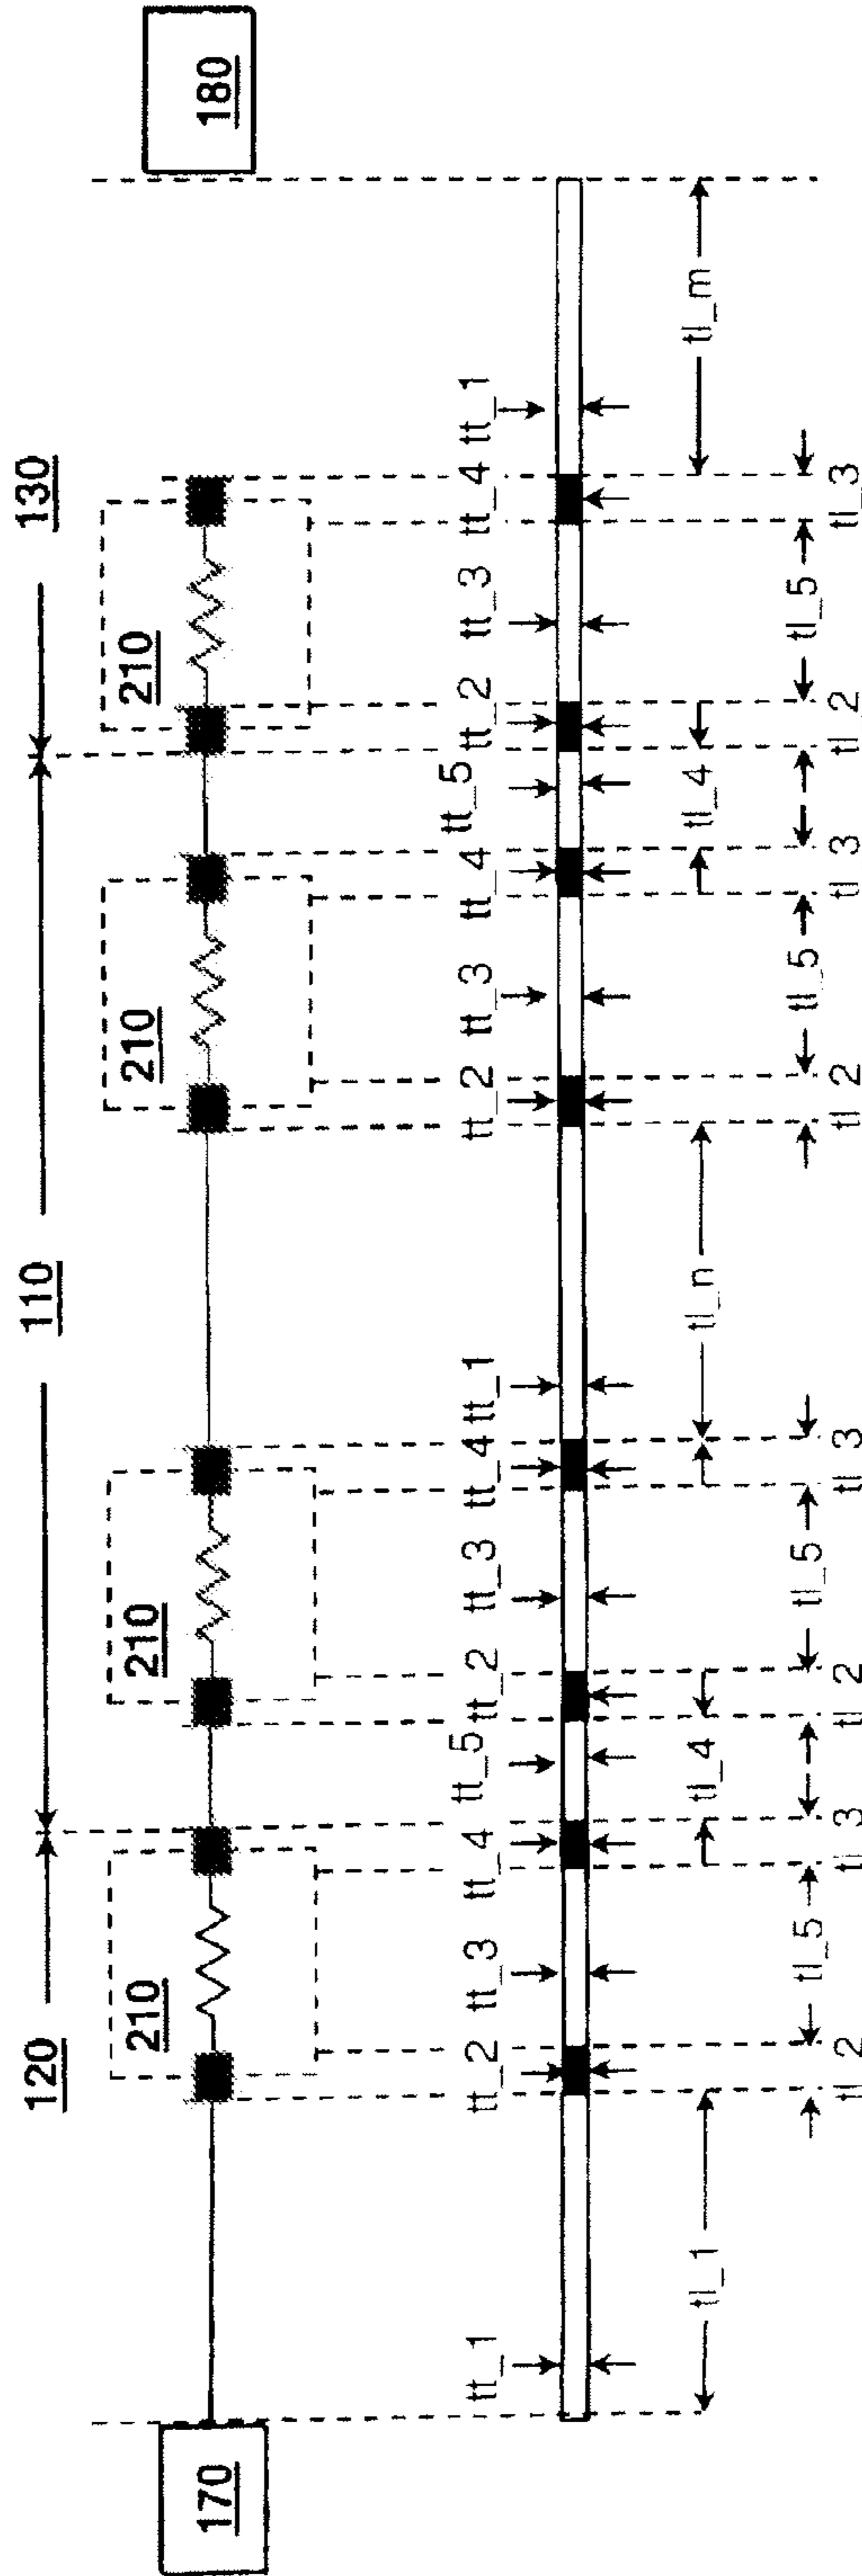 120 110 130
210 210 210 210
170 180
tt_1 tt_2 tt_3 tt_4 tt_5 tt_2 tt_3 tt_4 tt_1 tt_2 tt_3 tt_4 tt_5 tt_2 tt_3 tt_4 tt_1
tl_1 tl_4 tl_n tl_4 tl_m
tl_5 tl_5 tl_5 tl_5
tl_2 tl_3 tl_2 tl_3 tl_2 tl_3 tl_2 tl_3